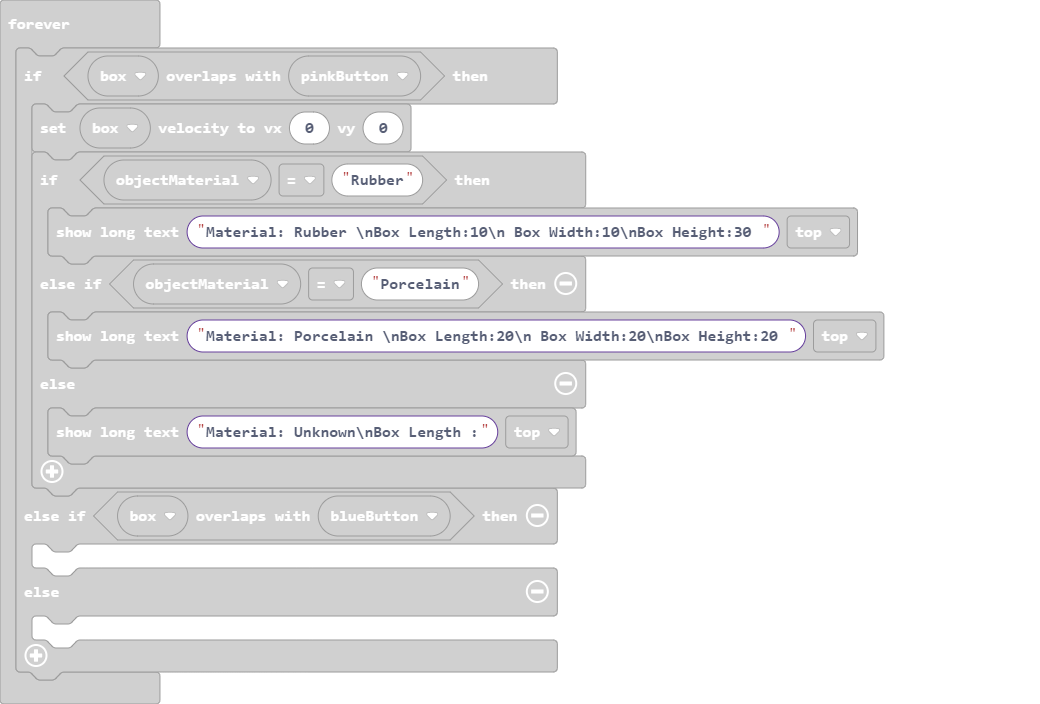 forever
if box overlaps with pinkButton then
set box velocity to vx 0 vy 0
if objectMaterial = "Rubber" then
show long text "Material: Rubber \nBox Length:10\n Box Width:10\nBox Height:30 " top
else if objectMaterial = "Porcelain" then
show long text "Material: Porcelain \nBox Length:20\n Box Width:20\nBox Height:20 " top
else
show long text "Material: Unknown\nBox Length :" top
else if box overlaps with blueButton then
else